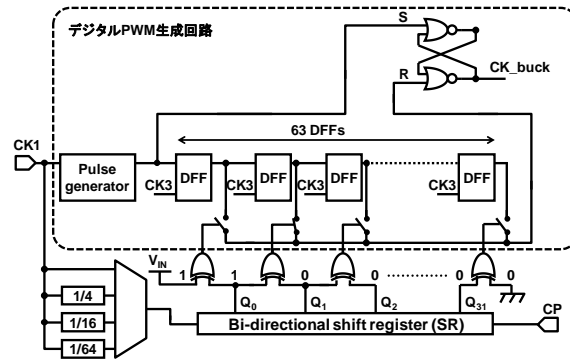 デジタルPWM生成回路
S
R
CK_buck
63 DFFs
CK1
Pulse generator
DFF DFF DFF DFF
CK3 CK3 CK3 CK3
VIN
1 1 0 0 0 0 0
Q0 Q1 Q2 Q31
1/4
1/16
1/64
Bi-directional shift register (SR)
CP